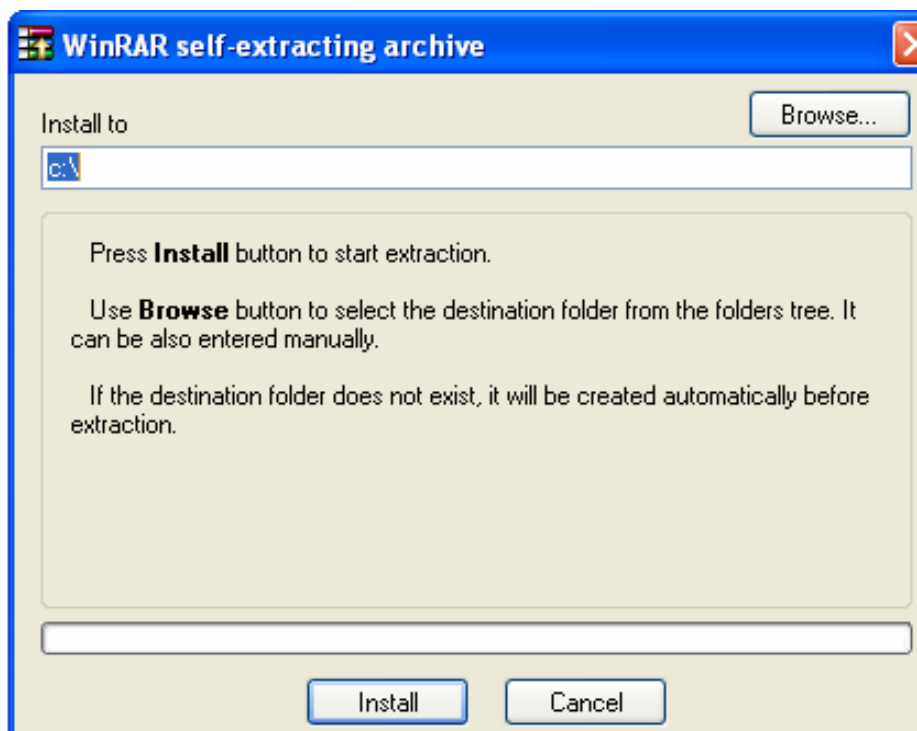 WinRAR self-extracting archive
Browse...
Install to
c:\
Press Install button to start extraction.
Use Browse button to select the destination folder from the folders tree. It
can be also entered manually.
If the destination folder does not exist, it will be created automatically before
extraction.
Install
Cancel